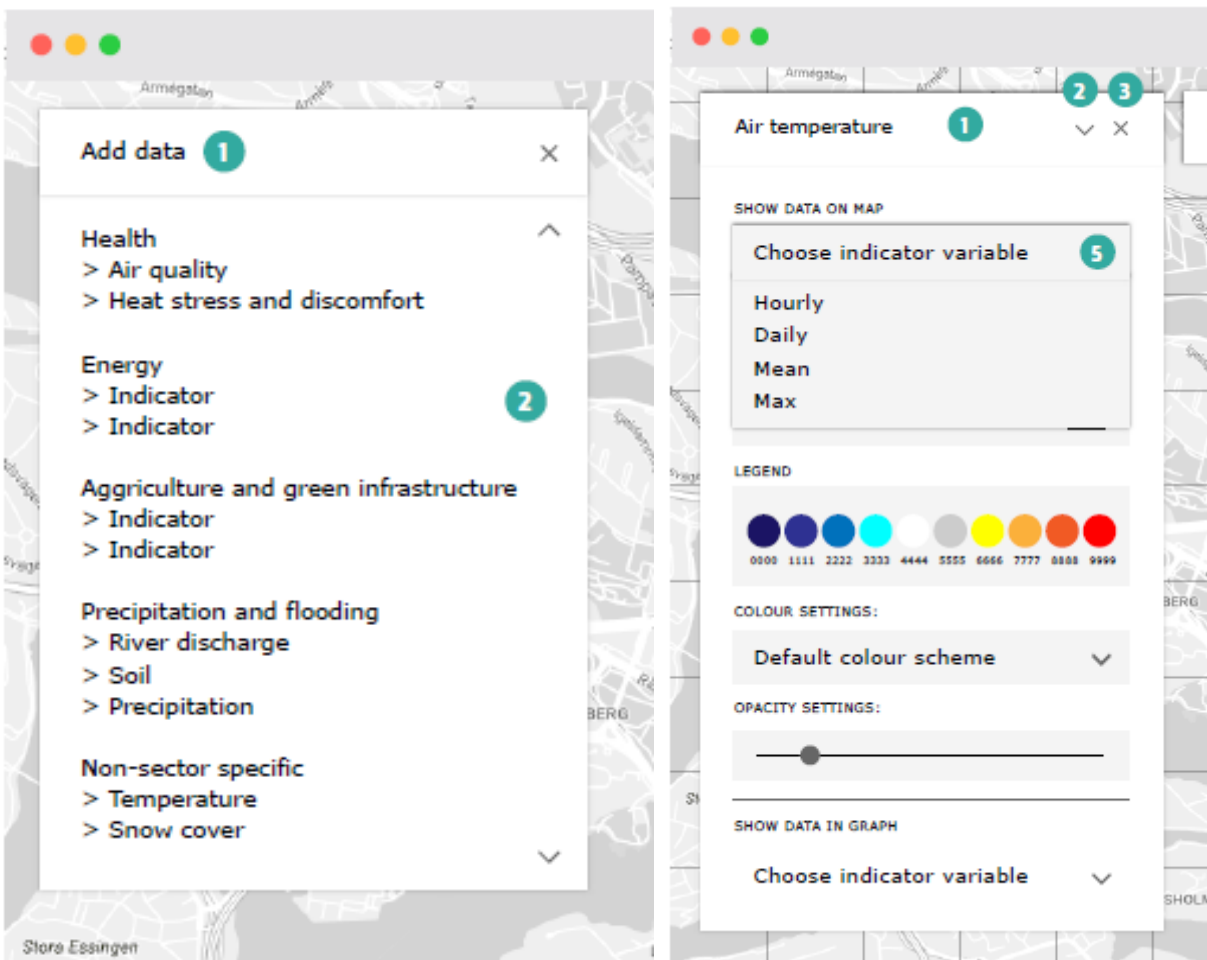 Armégatan
Add data 1
Health
> Air quality
> Heat stress and discomfort
Energy
> Indicator
> Indicator
2
Aggriculture and green infrastructure
> Indicator
> Indicator
Precipitation and flooding
> River discharge
> Soil
> Precipitation
BERG
Non-sector specific
> Temperature
> Snow cover
Stora Essingen
Armégatan
2 3
Air temperature 1
SHOW DATA ON MAP
Choose indicator variable 5
Hourly
Daily
Mean
Max
LEGEND
0000 1111 2222 3333 4444 5555 6666 7777 8888 9999
BERG
COLOUR SETTINGS:
Default colour scheme
OPACITY SETTINGS:
SHOW DATA IN GRAPH
Choose indicator variable
SHOLM